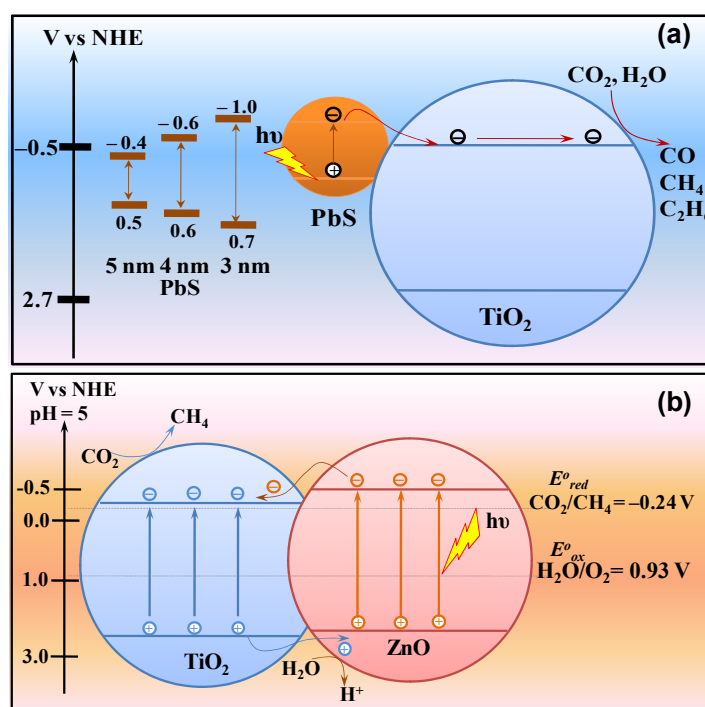 (a)
V vs NHE
CO₂, H₂O
–1.0
–0.6
–0.4
–0.5
hυ
CO
CH₄
C₂H
0.5
0.6
0.7
PbS
5 nm 4 nm 3 nm
PbS
2.7
TiO₂
(b)
V vs NHE
pH = 5
CH₄
CO₂
-0.5
0.0
1.0
3.0
hυ
E°red
CO₂/CH₄ = –0.24 V
E°ox
H₂O/O₂ = 0.93 V
TiO₂
H₂O
ZnO
H⁺